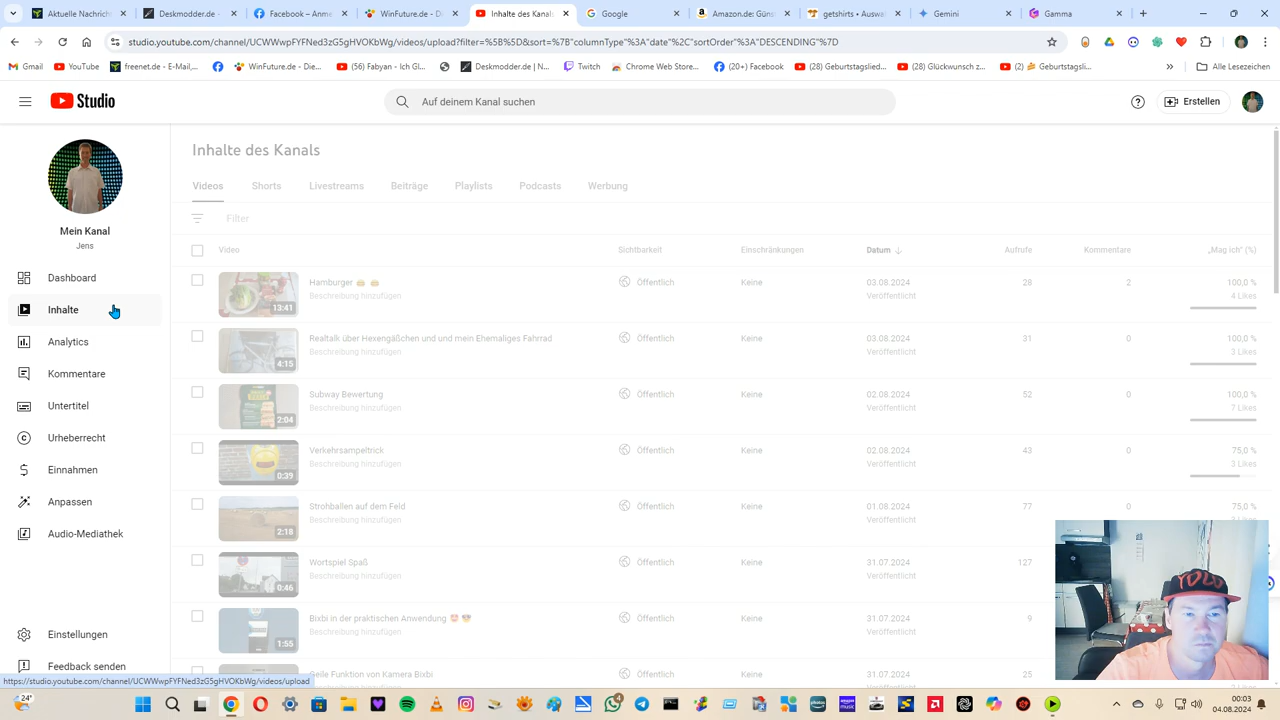 facebook
WinFuture.de - D
Inhalte des Kanals
Google
Amazon.de: Gün
getshirts
Gemini
studio.youtube.com/channel/UCWWwpFYFNed3zG5gHVOKbWg/videos/upload?filter=%5B%5D&sort=%7B"columnType"%3A"date"%2C"sortOrder"%3A"DESCENDING"%7D
Gmail
YouTube
freenet.de - E-Mail,...
Facebook
WinFuture.de - Das...
(56) Fabyan - Ich Gl...
Deskmodder.de | N...
Twitch
Chrome Web Store...
(20+) Facebook
(28) Geburtstagslied...
(28) Glückwunsch z...
(2) Geburtstagsli...
»
Alle Lesezeichen
Studio
Auf deinem Kanal suchen
Erstellen
Mein Kanal
Jens
Dashboard
Inhalte
Analytics
Kommentare
Untertitel
Urheberrecht
Einnahmen
Anpassen
Audio-Mediathek
Einstellungen
Feedback senden
Inhalte des Kanals
Videos Shorts Livestreams Beiträge Playlists Podcasts Werbung
Filter
Video Sichtbarkeit Einschränkungen Datum Aufrufe Kommentare „Mag ich" (%)
Hamburger 🍔 🍔 Öffentlich Keine 03.08.2024 28 2 100,0 %
13:41 Beschreibung hinzufügen Veröffentlicht 4 Likes
Realtalk über Hexengäßchen und und mein Ehemaliges Fahrrad Öffentlich Keine 03.08.2024 31 0 100,0 %
4:15 Beschreibung hinzufügen Veröffentlicht 3 Likes
Subway Bewertung Öffentlich Keine 02.08.2024 52 0 100,0 %
2:04 Beschreibung hinzufügen Veröffentlicht 7 Likes
Verkehrsampeltrick Öffentlich Keine 02.08.2024 43 0 75,0 %
0:39 Beschreibung hinzufügen Veröffentlicht 3 Likes
Strohballen auf dem Feld Öffentlich Keine 01.08.2024 77 0 75,0 %
2:18 Beschreibung hinzufügen Veröffentlicht
Wortspiel Spaß Öffentlich Keine 31.07.2024 127
0:46 Beschreibung hinzufügen Veröffentlicht
Bixbi in der praktischen Anwendung Öffentlich Keine 31.07.2024 9
1:55 Beschreibung hinzufügen Veröffentlicht
Geile Funktion von Kamera Bixbi Öffentlich Keine 31.07.2024 25
YOLO
https://studio.youtube.com/channel/UCWWwpFYFNed3zG5gHVOKbWg/videos/upload
24°
00:03
04.08.2024